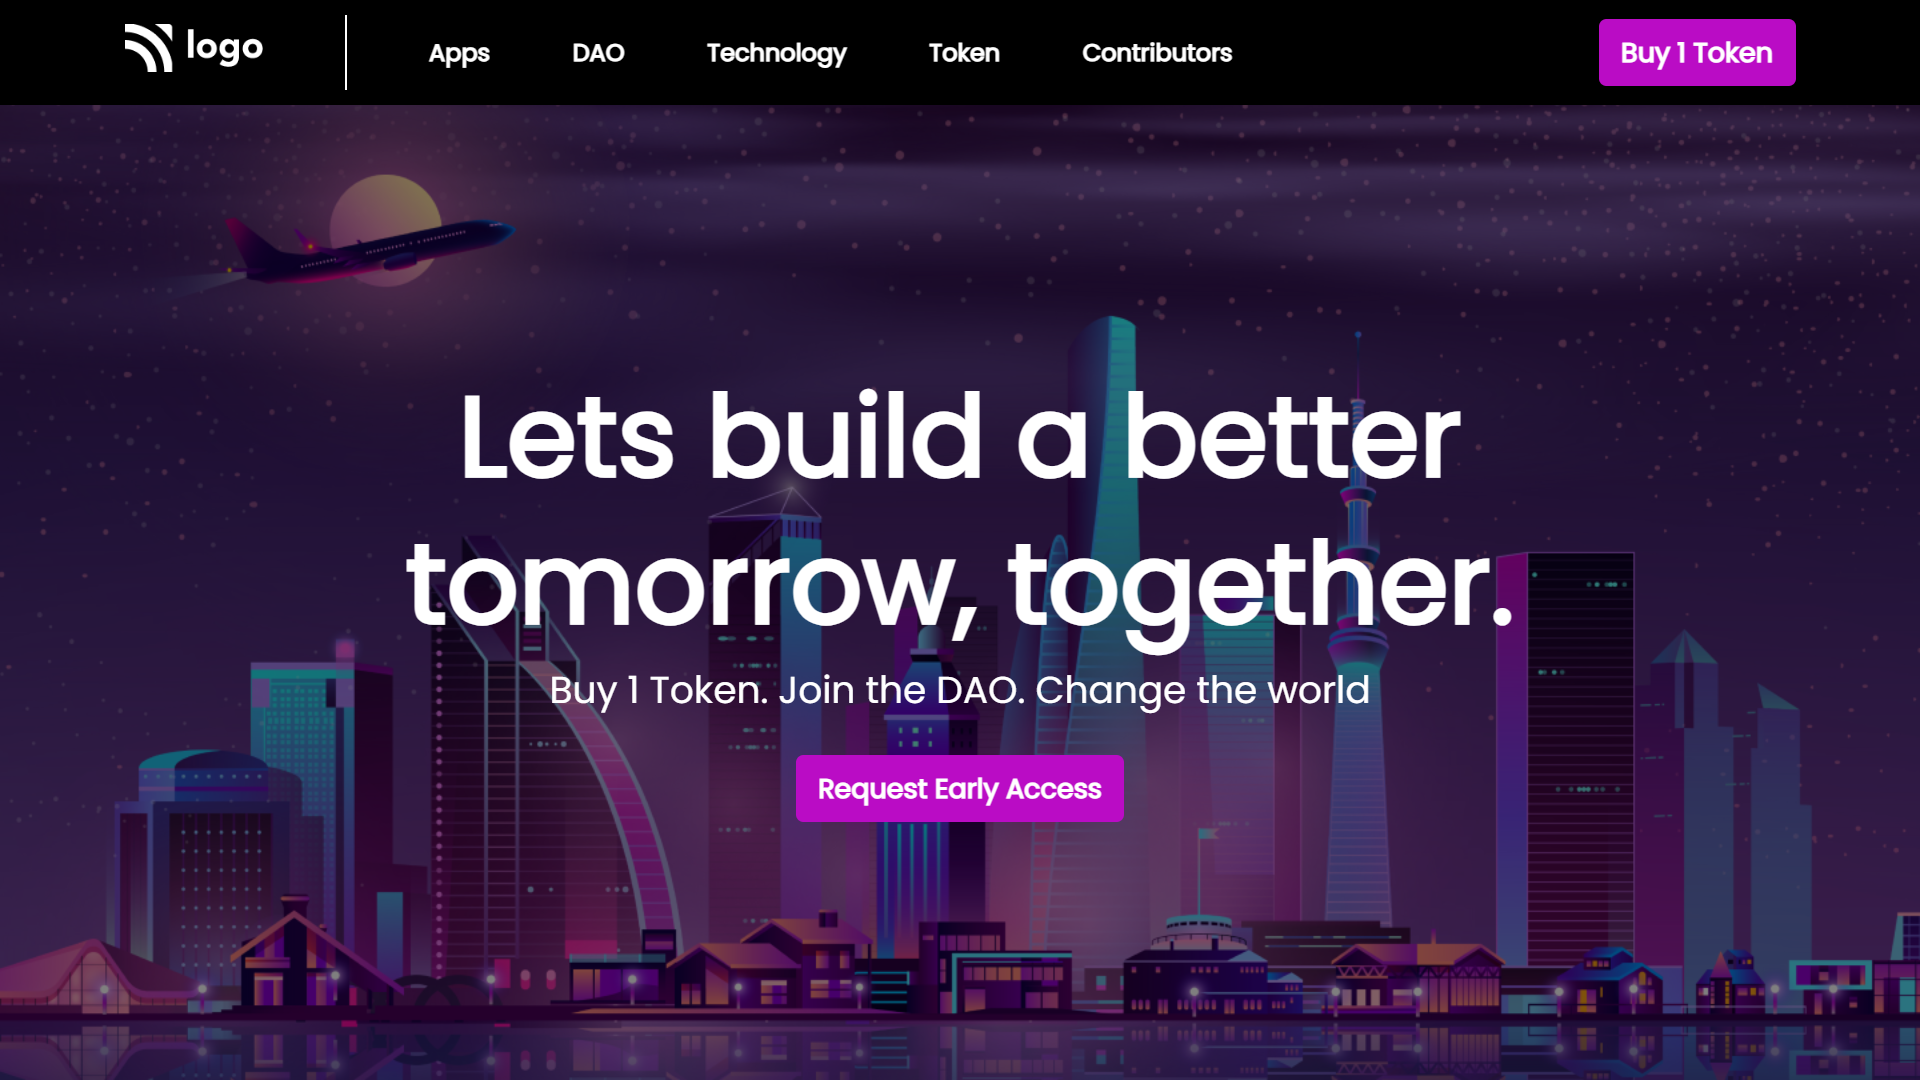 logo
Apps
DAO
Technology
Token
Contributors
Buy 1 Token
Lets build a better
tomorrow, together.
Buy 1 Token. Join the DAO. Change the world
Request Early Access